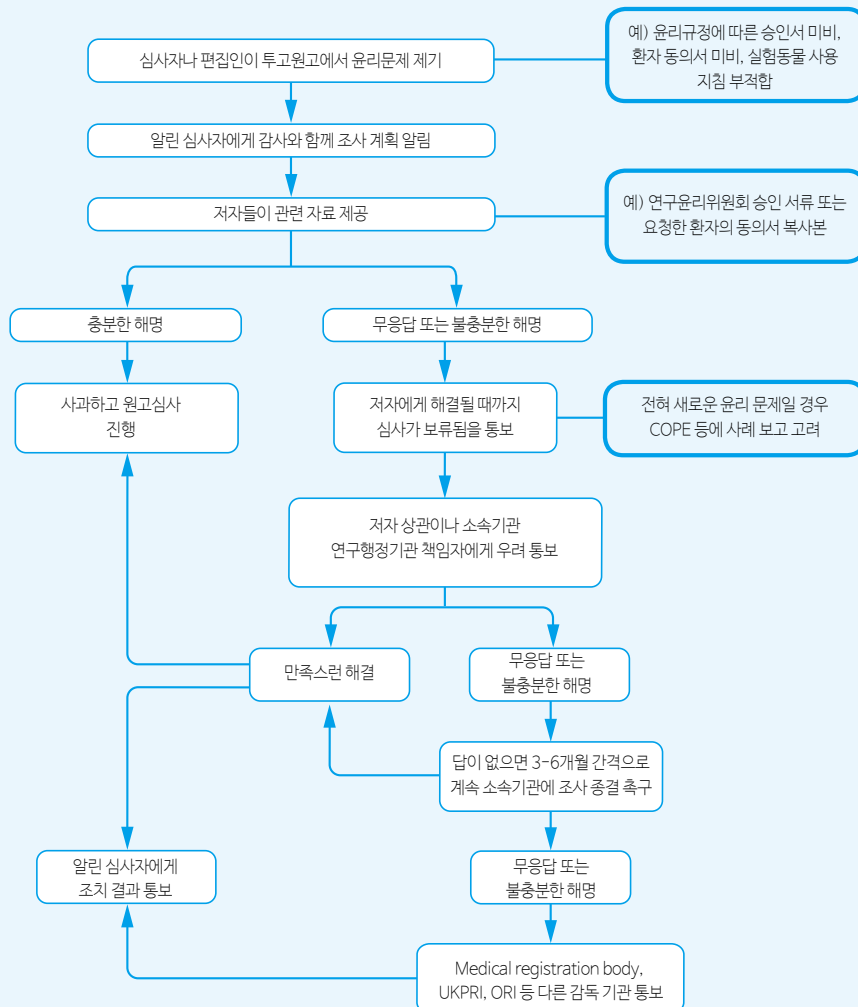 심사자나 편집인이 투고원고에서 윤리문제 제기
예) 윤리규정에 따른 승인서 미비,
환자 동의서 미비, 실험동물 사용
지침 부적합
알린 심사자에게 감사와 함께 조사 계획 알림
저자들이 관련 자료 제공
예) 연구윤리위원회 승인 서류 또는
요청한 환자의 동의서 복사본
충분한 해명
무응답 또는 불충분한 해명
사과하고 원고심사
진행
저자에게 해결될 때까지
심사가 보류됨을 통보
전혀 새로운 윤리 문제일 경우
COPE 등에 사례 보고 고려
저자 상관이나 소속기관
연구행정기관 책임자에게 우려 통보
만족스런 해결
무응답 또는
불충분한 해명
답이 없으면 3-6개월 간격으로
계속 소속기관에 조사 종결 촉구
알린 심사자에게
조치 결과 통보
무응답 또는
불충분한 해명
Medical registration body,
UKPRI, ORI 등 다른 감독 기관 통보